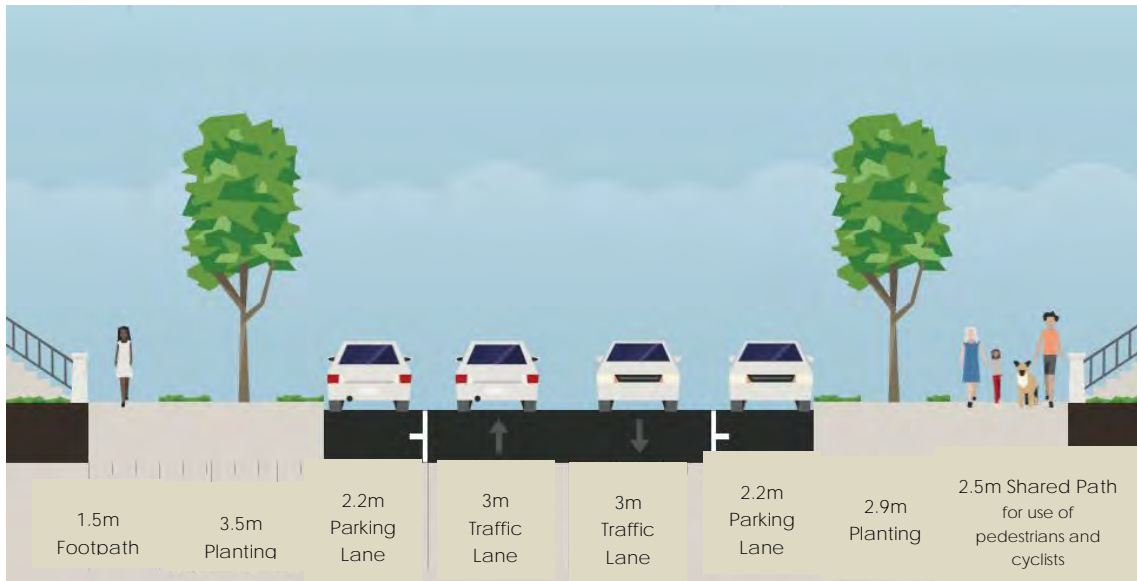 1.5m
Footpath
3.5m
Planting
2.2m
Parking
Lane
3m
Traffic
Lane
3m
Traffic
Lane
2.2m
Parking
Lane
2.9m
Planting
2.5m Shared Path
for use of
pedestrians and
cyclists